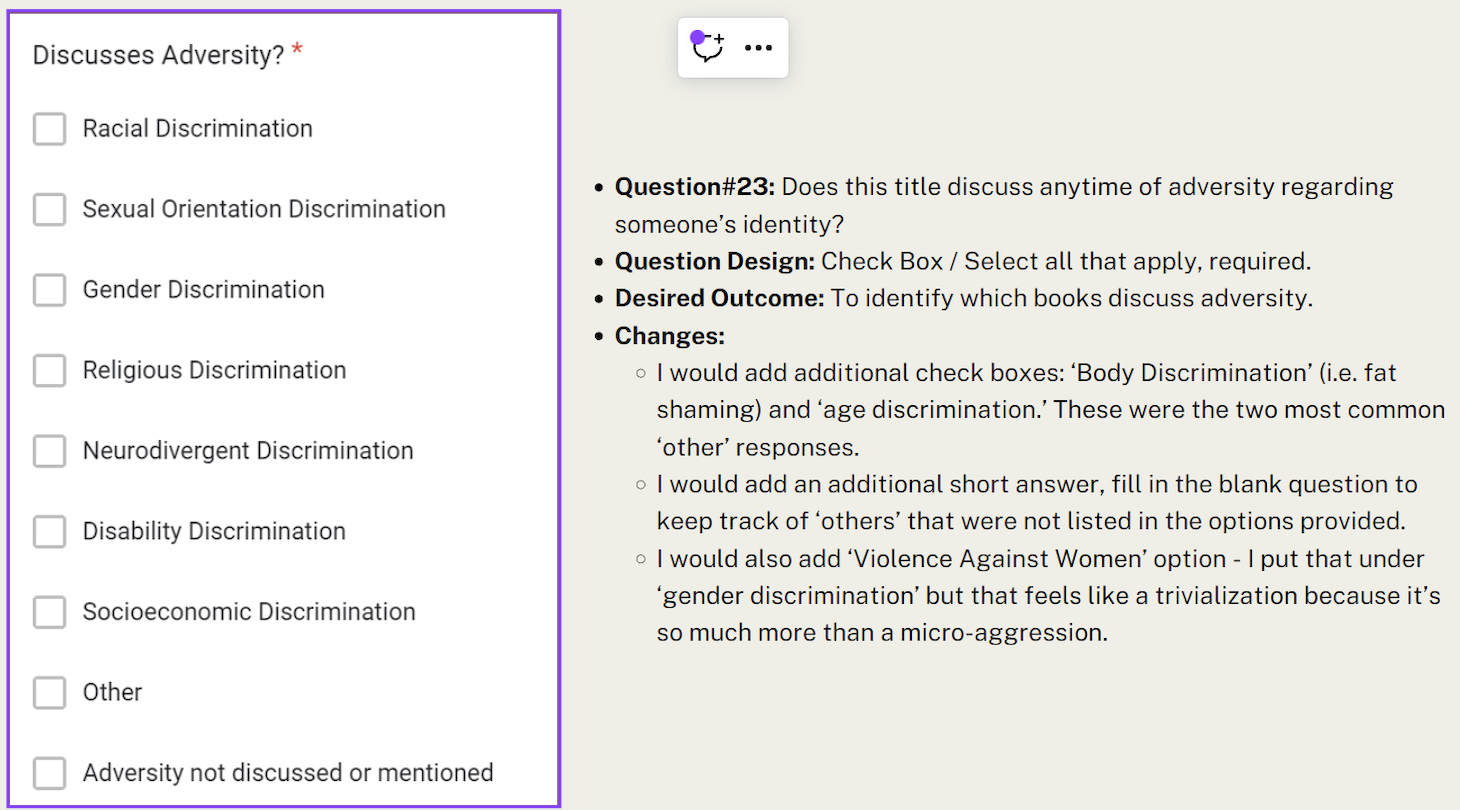 Discusses Adversity? *
Racial Discrimination
Sexual Orientation Discrimination
Gender Discrimination
Religious Discrimination
Neurodivergent Discrimination
Disability Discrimination
Socioeconomic Discrimination
Other
Adversity not discussed or mentioned
• Question#23: Does this title discuss anytime of adversity regarding
someone’s identity?
• Question Design: Check Box / Select all that apply, required.
• Desired Outcome: To identify which books discuss adversity.
• Changes:
○ I would add additional check boxes: ‘Body Discrimination’ (i.e. fat
shaming) and ‘age discrimination.’ These were the two most common
‘other’ responses.
○ I would add an additional short answer, fill in the blank question to
keep track of ‘others’ that were not listed in the options provided.
○ I would also add ‘Violence Against Women’ option - I put that under
‘gender discrimination’ but that feels like a trivialization because it’s
so much more than a micro-aggression.